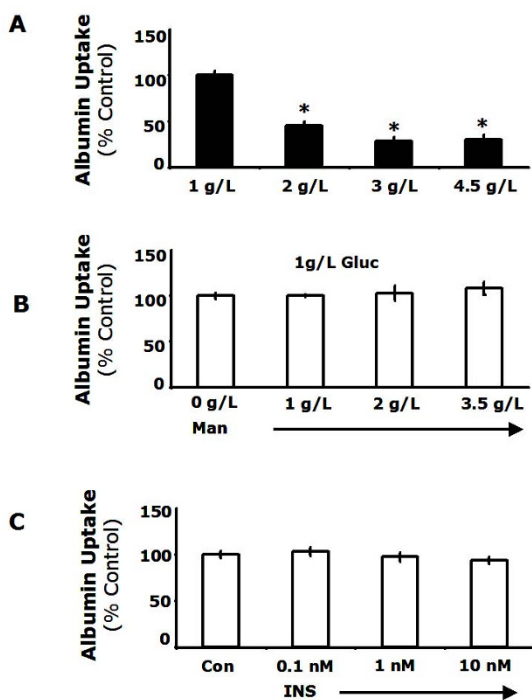 A
Albumin Uptake
(% Control)
150
100
50
0
*
*
*
1 g/L 2 g/L 3 g/L 4.5 g/L
B
Albumin Uptake
(% Control)
150
100
50
0
1g/L Gluc
0 g/L 1 g/L 2 g/L 3.5 g/L
Man
C
Albumin Uptake
(% Control)
150
100
50
0
Con 0.1 nM 1 nM 10 nM
INS